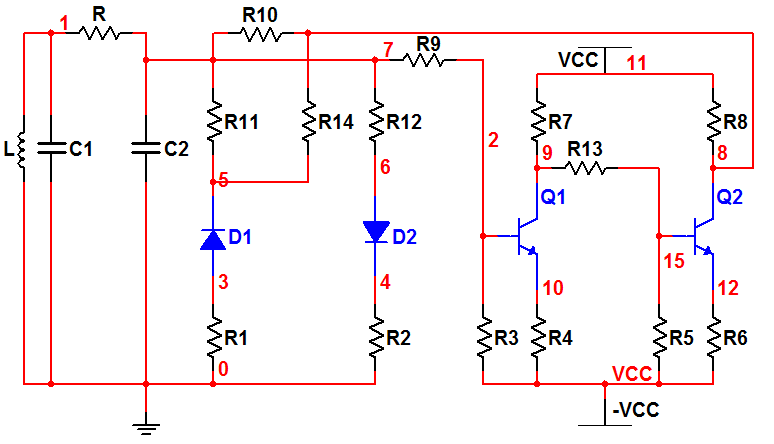 1
R
R10
7
R9
VCC
11
L
C1
C2
R11
R14
R12
2
R7
9
R13
R8
8
5
6
D1
D2
Q1
Q2
15
3
4
10
12
R1
0
R2
R3
R4
R5
R6
VCC
-VCC